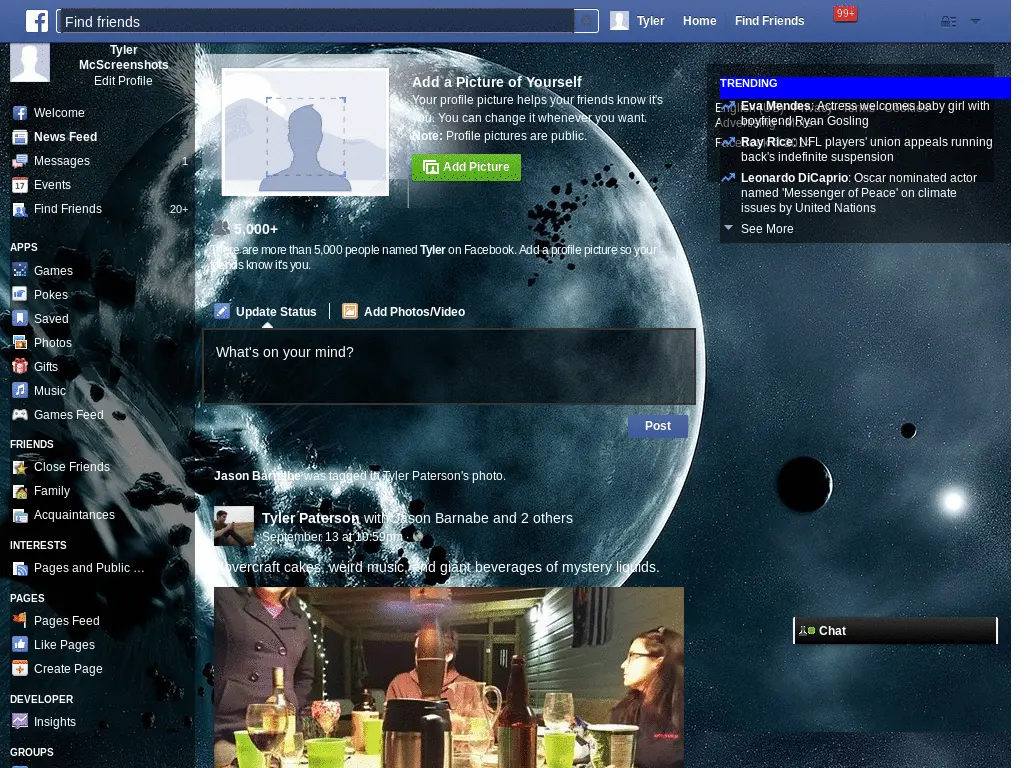 Find friends
Tyler
Home
Find Friends
99+
Tyler
McScreenshots
Edit Profile
Welcome
News Feed
Messages 1
Events
Find Friends 20+
APPS
Games
Pokes
Saved
Photos
Gifts
Music
Games Feed
FRIENDS
Close Friends
Family
Acquaintances
INTERESTS
Pages and Public ...
PAGES
Pages Feed
Like Pages
Create Page
DEVELOPER
Insights
GROUPS
Add a Picture of Yourself
Your profile picture helps your friends know it's
you. You can change it whenever you want.
Note: Profile pictures are public.
Add Picture
5,000+
There are more than 5,000 people named Tyler on Facebook. Add a profile picture so your
friends know it's you.
Update Status
Add Photos/Video
What's on your mind?
Post
Jason Barnabe was tagged in Tyler Paterson's photo.
Tyler Paterson with Jason Barnabe and 2 others
September 13 at 10:59pm ·
Hovercraft cakes, weird music, and giant beverages of mystery liquids.
TRENDING
Eva Mendes: Actress welcomes baby girl with
boyfriend Ryan Gosling
Ray Rice: NFL players' union appeals running
back's indefinite suspension
Leonardo DiCaprio: Oscar nominated actor
named 'Messenger of Peace' on climate
issues by United Nations
See More
Chat